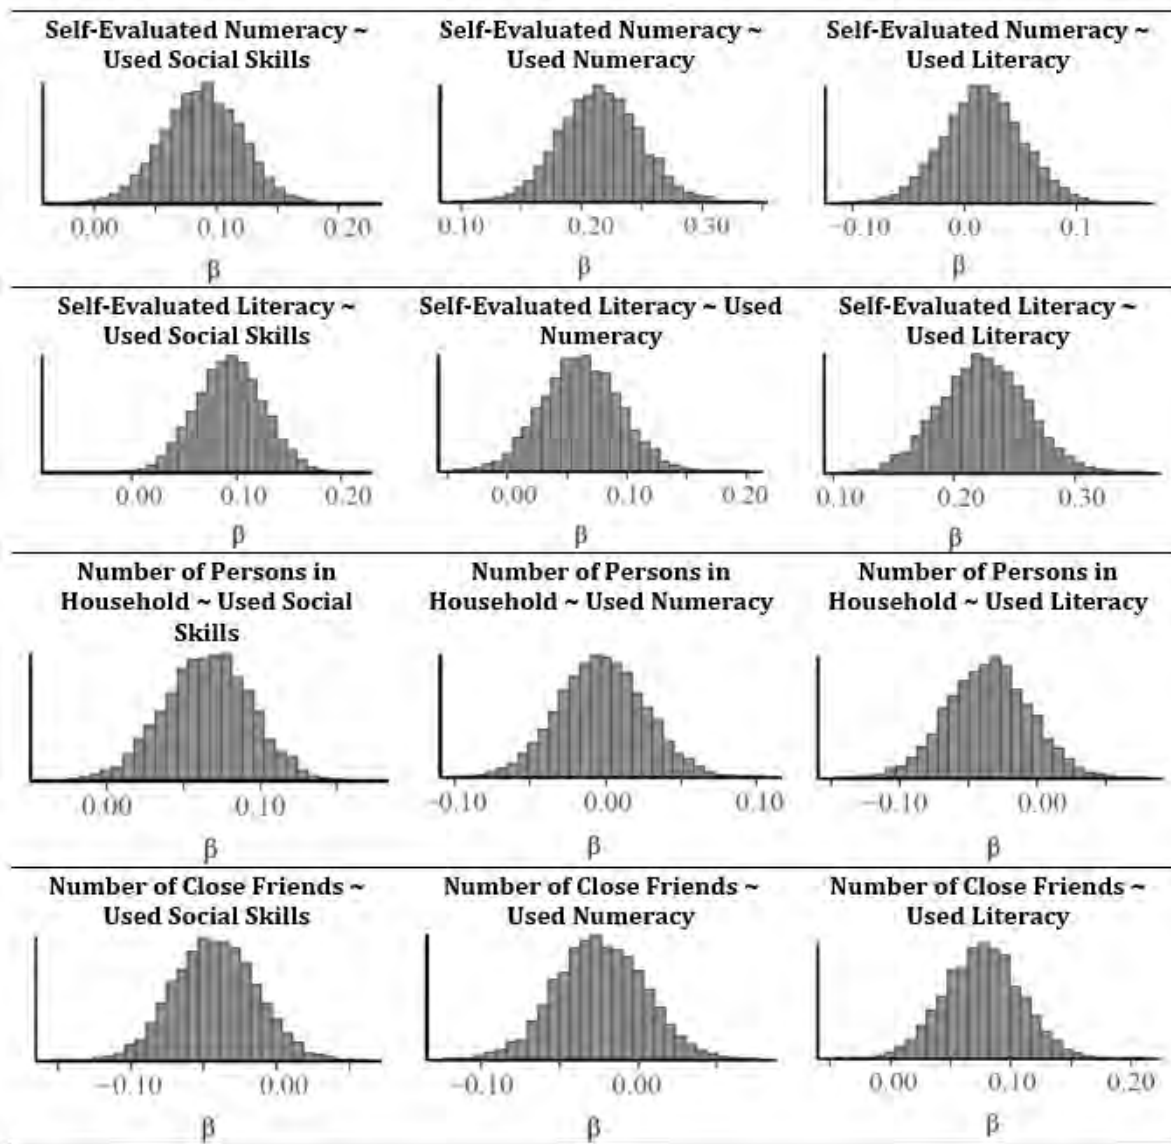 Self-Evaluated Numeracy ~
Used Social Skills
0.00 0.10 0.20
β
Self-Evaluated Numeracy ~
Used Numeracy
0.10 0.20 0.30
β
Self-Evaluated Numeracy ~
Used Literacy
−0.10 0.0 0.1
β
Self-Evaluated Literacy ~
Used Social Skills
0.00 0.10 0.20
β
Self-Evaluated Literacy ~ Used
Numeracy
0.00 0.10 0.20
β
Self-Evaluated Literacy ~
Used Literacy
0.10 0.20 0.30
β
Number of Persons in
Household ~ Used Social
Skills
0.00 0.10
β
Number of Persons in
Household ~ Used Numeracy
−0.10 0.00 0.10
β
Number of Persons in
Household ~ Used Literacy
−0.10 0.00
β
Number of Close Friends ~
Used Social Skills
−0.10 0.00
β
Number of Close Friends ~
Used Numeracy
−0.10 0.00
β
Number of Close Friends ~
Used Literacy
0.00 0.10 0.20
β